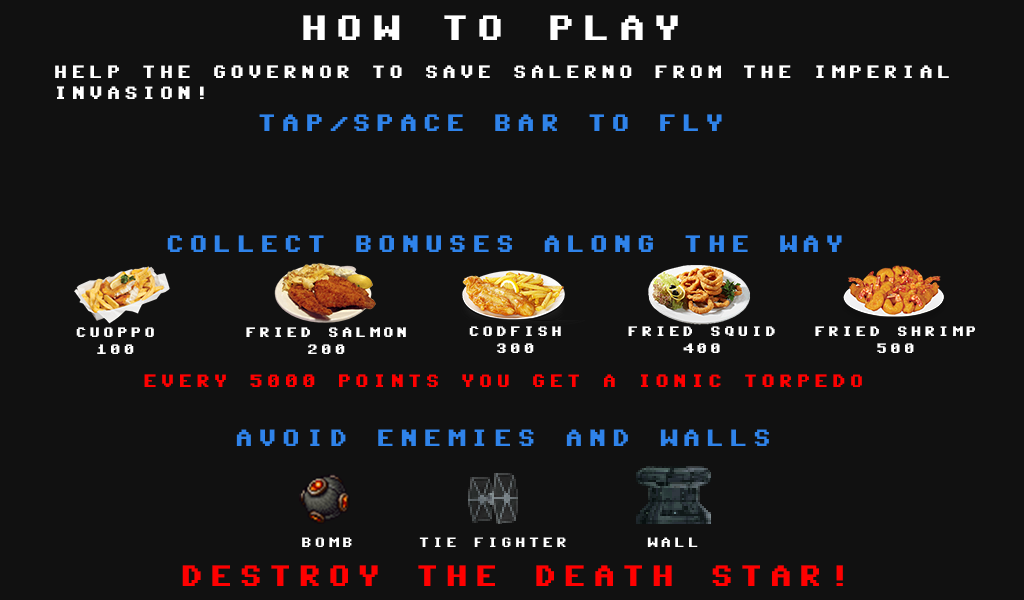 HOW TO PLAY
HELP THE GOVERNOR TO SAVE SALERNO FROM THE IMPERIAL
INVASION!
TAP/SPACE BAR TO FLY
COLLECT BONUSES ALONG THE WAY
CUOPPO FRIED SALMON CODFISH FRIED SQUID FRIED SHRIMP
100 200 300 400 500
EVERY 5000 POINTS YOU GET A IONIC TORPEDO
AVOID ENEMIES AND WALLS
BOMB TIE FIGHTER WALL
DESTROY THE DEATH STAR!